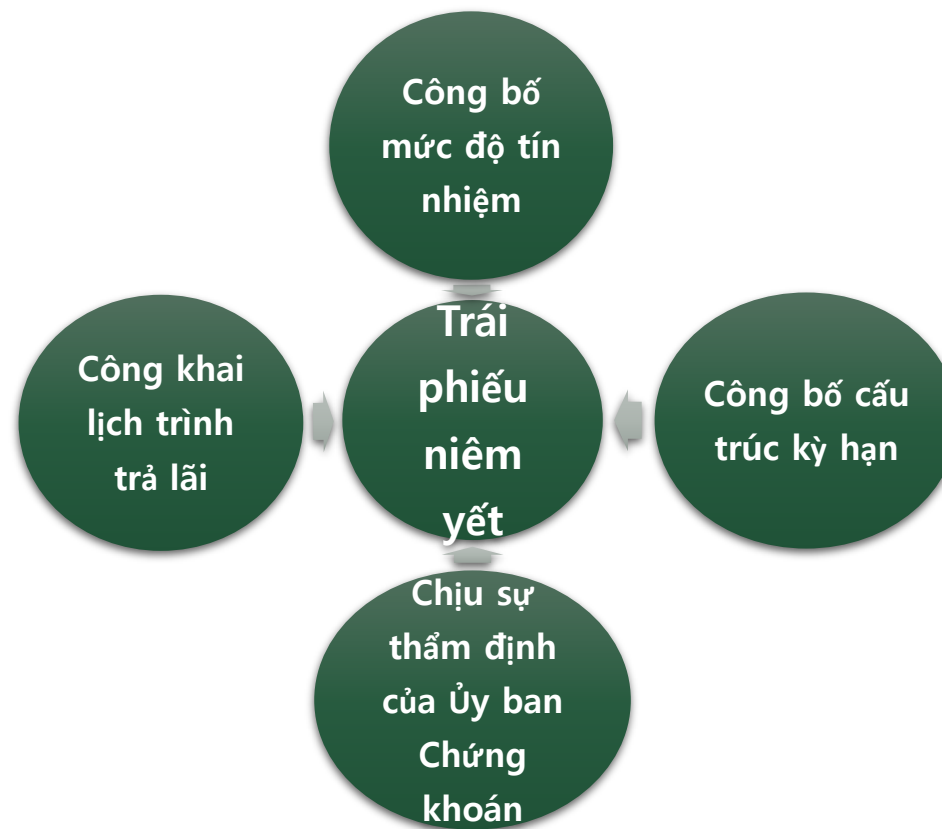 Công bố
mức độ tín
nhiệm
Công khai
lịch trình
trả lãi
Trái
phiếu
niêm
yết
Công bố cấu
trúc kỳ hạn
Chịu sự
thẩm định
của Ủy ban
Chứng
khoán